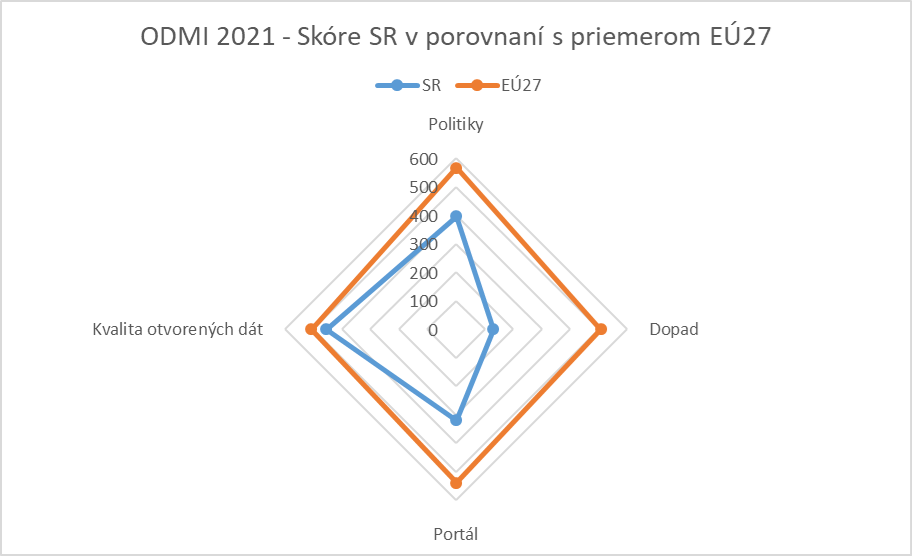 ODMI 2021 - Skóre SR v porovnaní s priemerom EÚ27
SR EÚ27
Politiky
600
500
400
300
200
100
0
Kvalita otvorených dát
Dopad
Portál